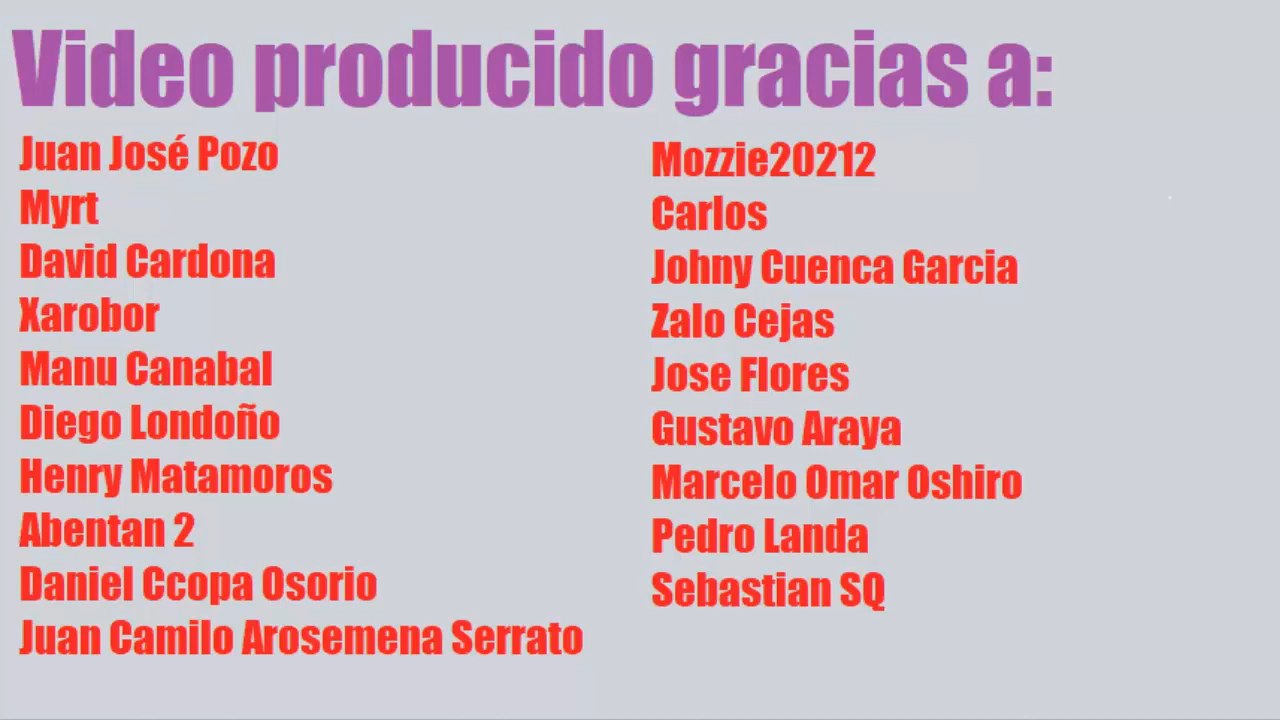 Video producido gracias a:
Juan José Pozo
Myrt
David Cardona
Xarobor
Manu Canabal
Diego Londoño
Henry Matamoros
Abentan 2
Daniel Ccopa Osorio
Juan Camilo Arosemena Serrato
Mozzie20212
Carlos
Johny Cuenca Garcia
Zalo Cejas
Jose Flores
Gustavo Araya
Marcelo Omar Oshiro
Pedro Landa
Sebastian SQ